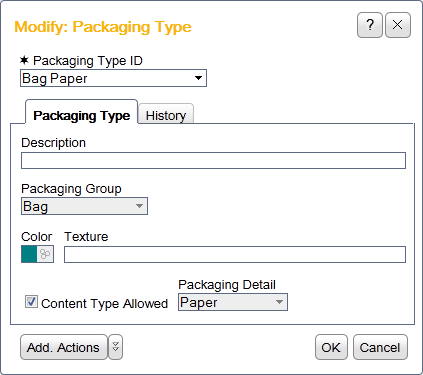 Modify: Packaging Type
?
✶ Packaging Type ID
Bag Paper
Packaging Type
History
Description
Packaging Group
Bag
Color
Texture
Packaging Detail
Content Type Allowed
Paper
Add. Actions
OK
Cancel